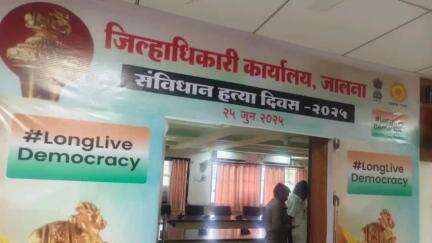 जिल्हाधिकारी कार्यालय, जालना
संविधान हत्या दिवस -२०२५
२५ जुन २०२५
#LongLive
Democracy
#LongLive
Democracy